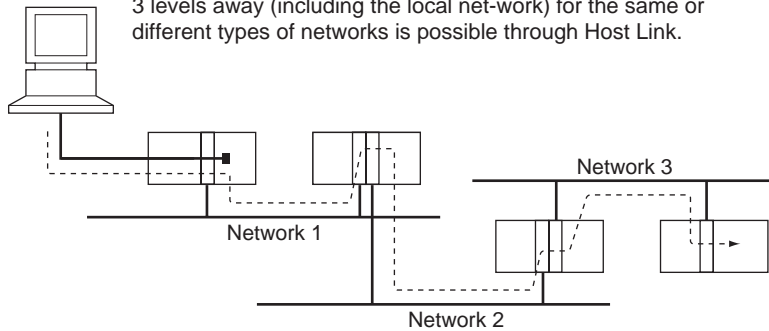 3 levels away (including the local net-work) for the same or
different types of networks is possible through Host Link.
Network 3
Network 1
Network 2